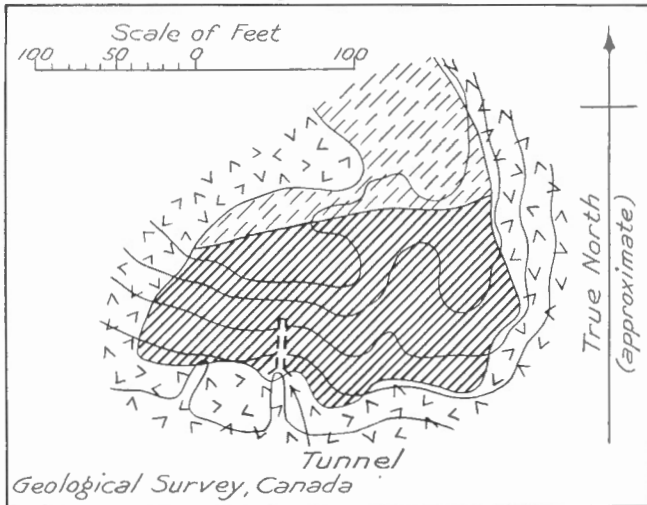 Scale of Feet
100 50 0 100
True North
(approximate)
Tunnel
Geological Survey, Canada